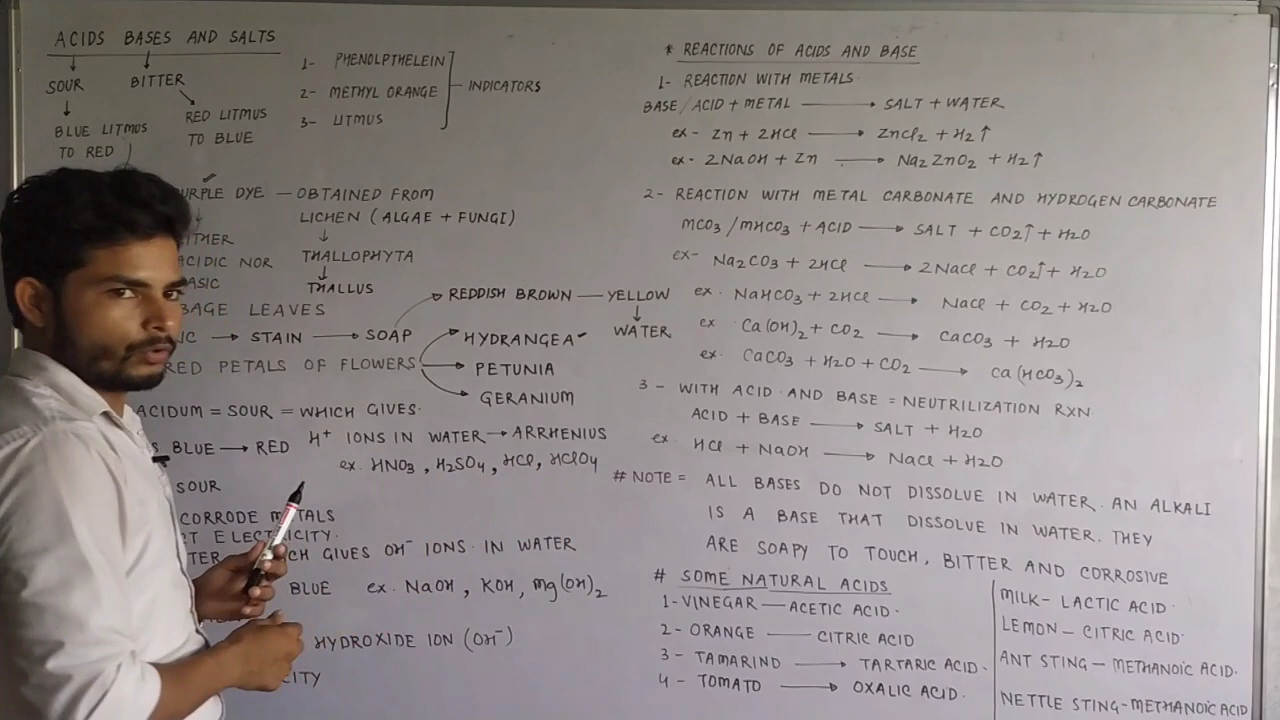 ACIDS BASES AND SALTS
SOUR
BITTER
BLUE LITMUS
TO RED
RED LITMUS
TO BLUE
1- PHENOLPTHELEIN
2- METHYL ORANGE
3- LITMUS
INDICATORS
DYE — OBTAINED FROM
LICHEN (ALGAE + FUNGI)
↓
THALLOPHYTA
↓
THALLUS
ACIDIC NOR
LEAVES
→ STAIN → SOAP → REDDISH BROWN — YELLOW
↓
WATER
RED PETALS OF FLOWERS
→ HYDRANGEA
→ PETUNIA
→ GERANIUM
ACIDUM = SOUR = WHICH GIVES
H⁺ IONS IN WATER → ARRHENIUS
BLUE → RED
ex. HNO₃, H₂SO₄, HCl, HClO₄
SOUR
CORRODE METALS
ELECTRICITY.
GIVES OH⁻ IONS IN WATER
BLUE ex. NaOH, KOH, Mg(OH)₂
HYDROXIDE ION (OH⁻)
* REACTIONS OF ACIDS AND BASE
1- REACTION WITH METALS
BASE/ACID + METAL → SALT + WATER
ex- Zn + 2HCl → ZnCl₂ + H₂↑
ex- 2NaOH + Zn → Na₂ZnO₂ + H₂↑
2- REACTION WITH METAL CARBONATE AND HYDROGEN CARBONATE
MCO₃/MHCO₃ + ACID → SALT + CO₂↑ + H₂O
ex- Na₂CO₃ + 2HCl → 2NaCl + CO₂↑ + H₂O
ex. NaHCO₃ + 2HCl → NaCl + CO₂ + H₂O
ex Ca(OH)₂ + CO₂ → CaCO₃ + H₂O
ex. CaCO₃ + H₂O + CO₂ → Ca(HCO₃)₂
3- WITH ACID AND BASE = NEUTRILIZATION RXN
ACID + BASE → SALT + H₂O
ex. HCl + NaOH → NaCl + H₂O
# NOTE = ALL BASES DO NOT DISSOLVE IN WATER. AN ALKALI
IS A BASE THAT DISSOLVE IN WATER. THEY
ARE SOAPY TO TOUCH, BITTER AND CORROSIVE
# SOME NATURAL ACIDS
1- VINEGAR — ACETIC ACID.
2- ORANGE — CITRIC ACID
3- TAMARIND → TARTARIC ACID.
4- TOMATO → OXALIC ACID.
MILK- LACTIC ACID.
LEMON- CITRIC ACID.
ANT STING- METHANOIC ACID.
NETTLE STING-METHANOIC ACID